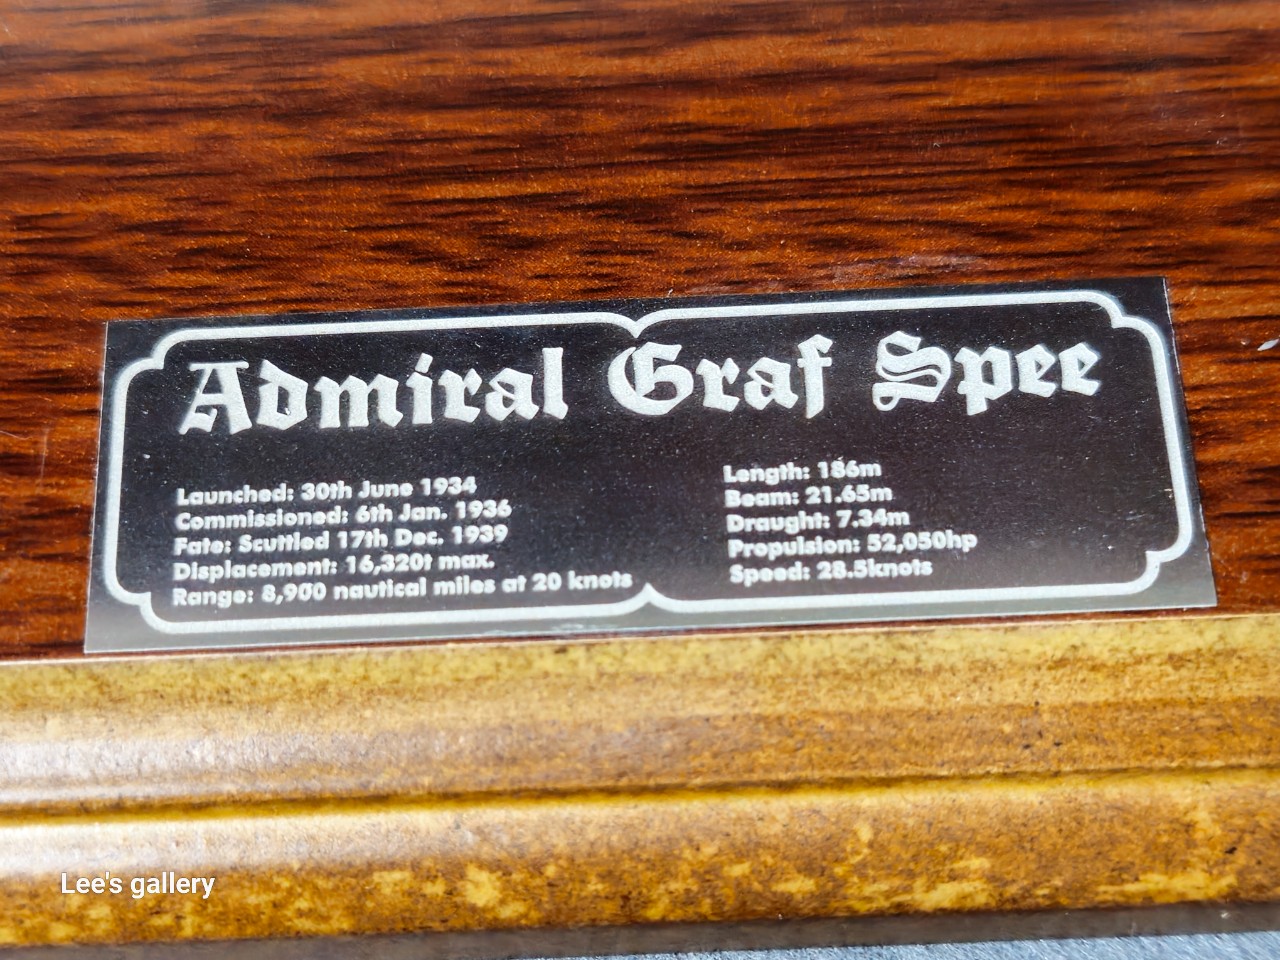 Admiral Graf Spee
Launched: 30th June 1934
Commissioned: 6th Jan. 1936
Fate: Scuttled 17th Dec. 1939
Displacement: 16,320t max.
Range: 8,900 nautical miles at 20 knots
Length: 186m
Beam: 21.65m
Draught: 7.34m
Propulsion: 52,050hp
Speed: 28.5knots
Lee's gallery